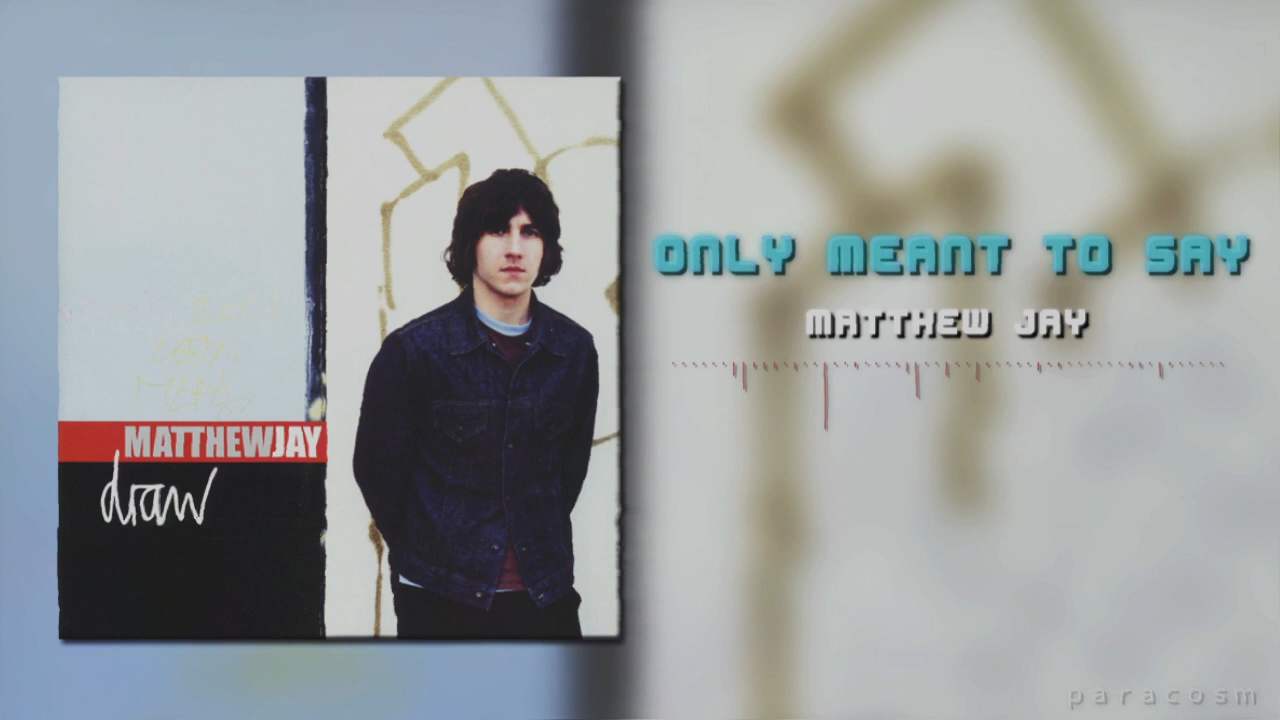 MATTHEWJAY
draw
ONLY MEANT TO SAY
MATTHEW JAY
paracosm